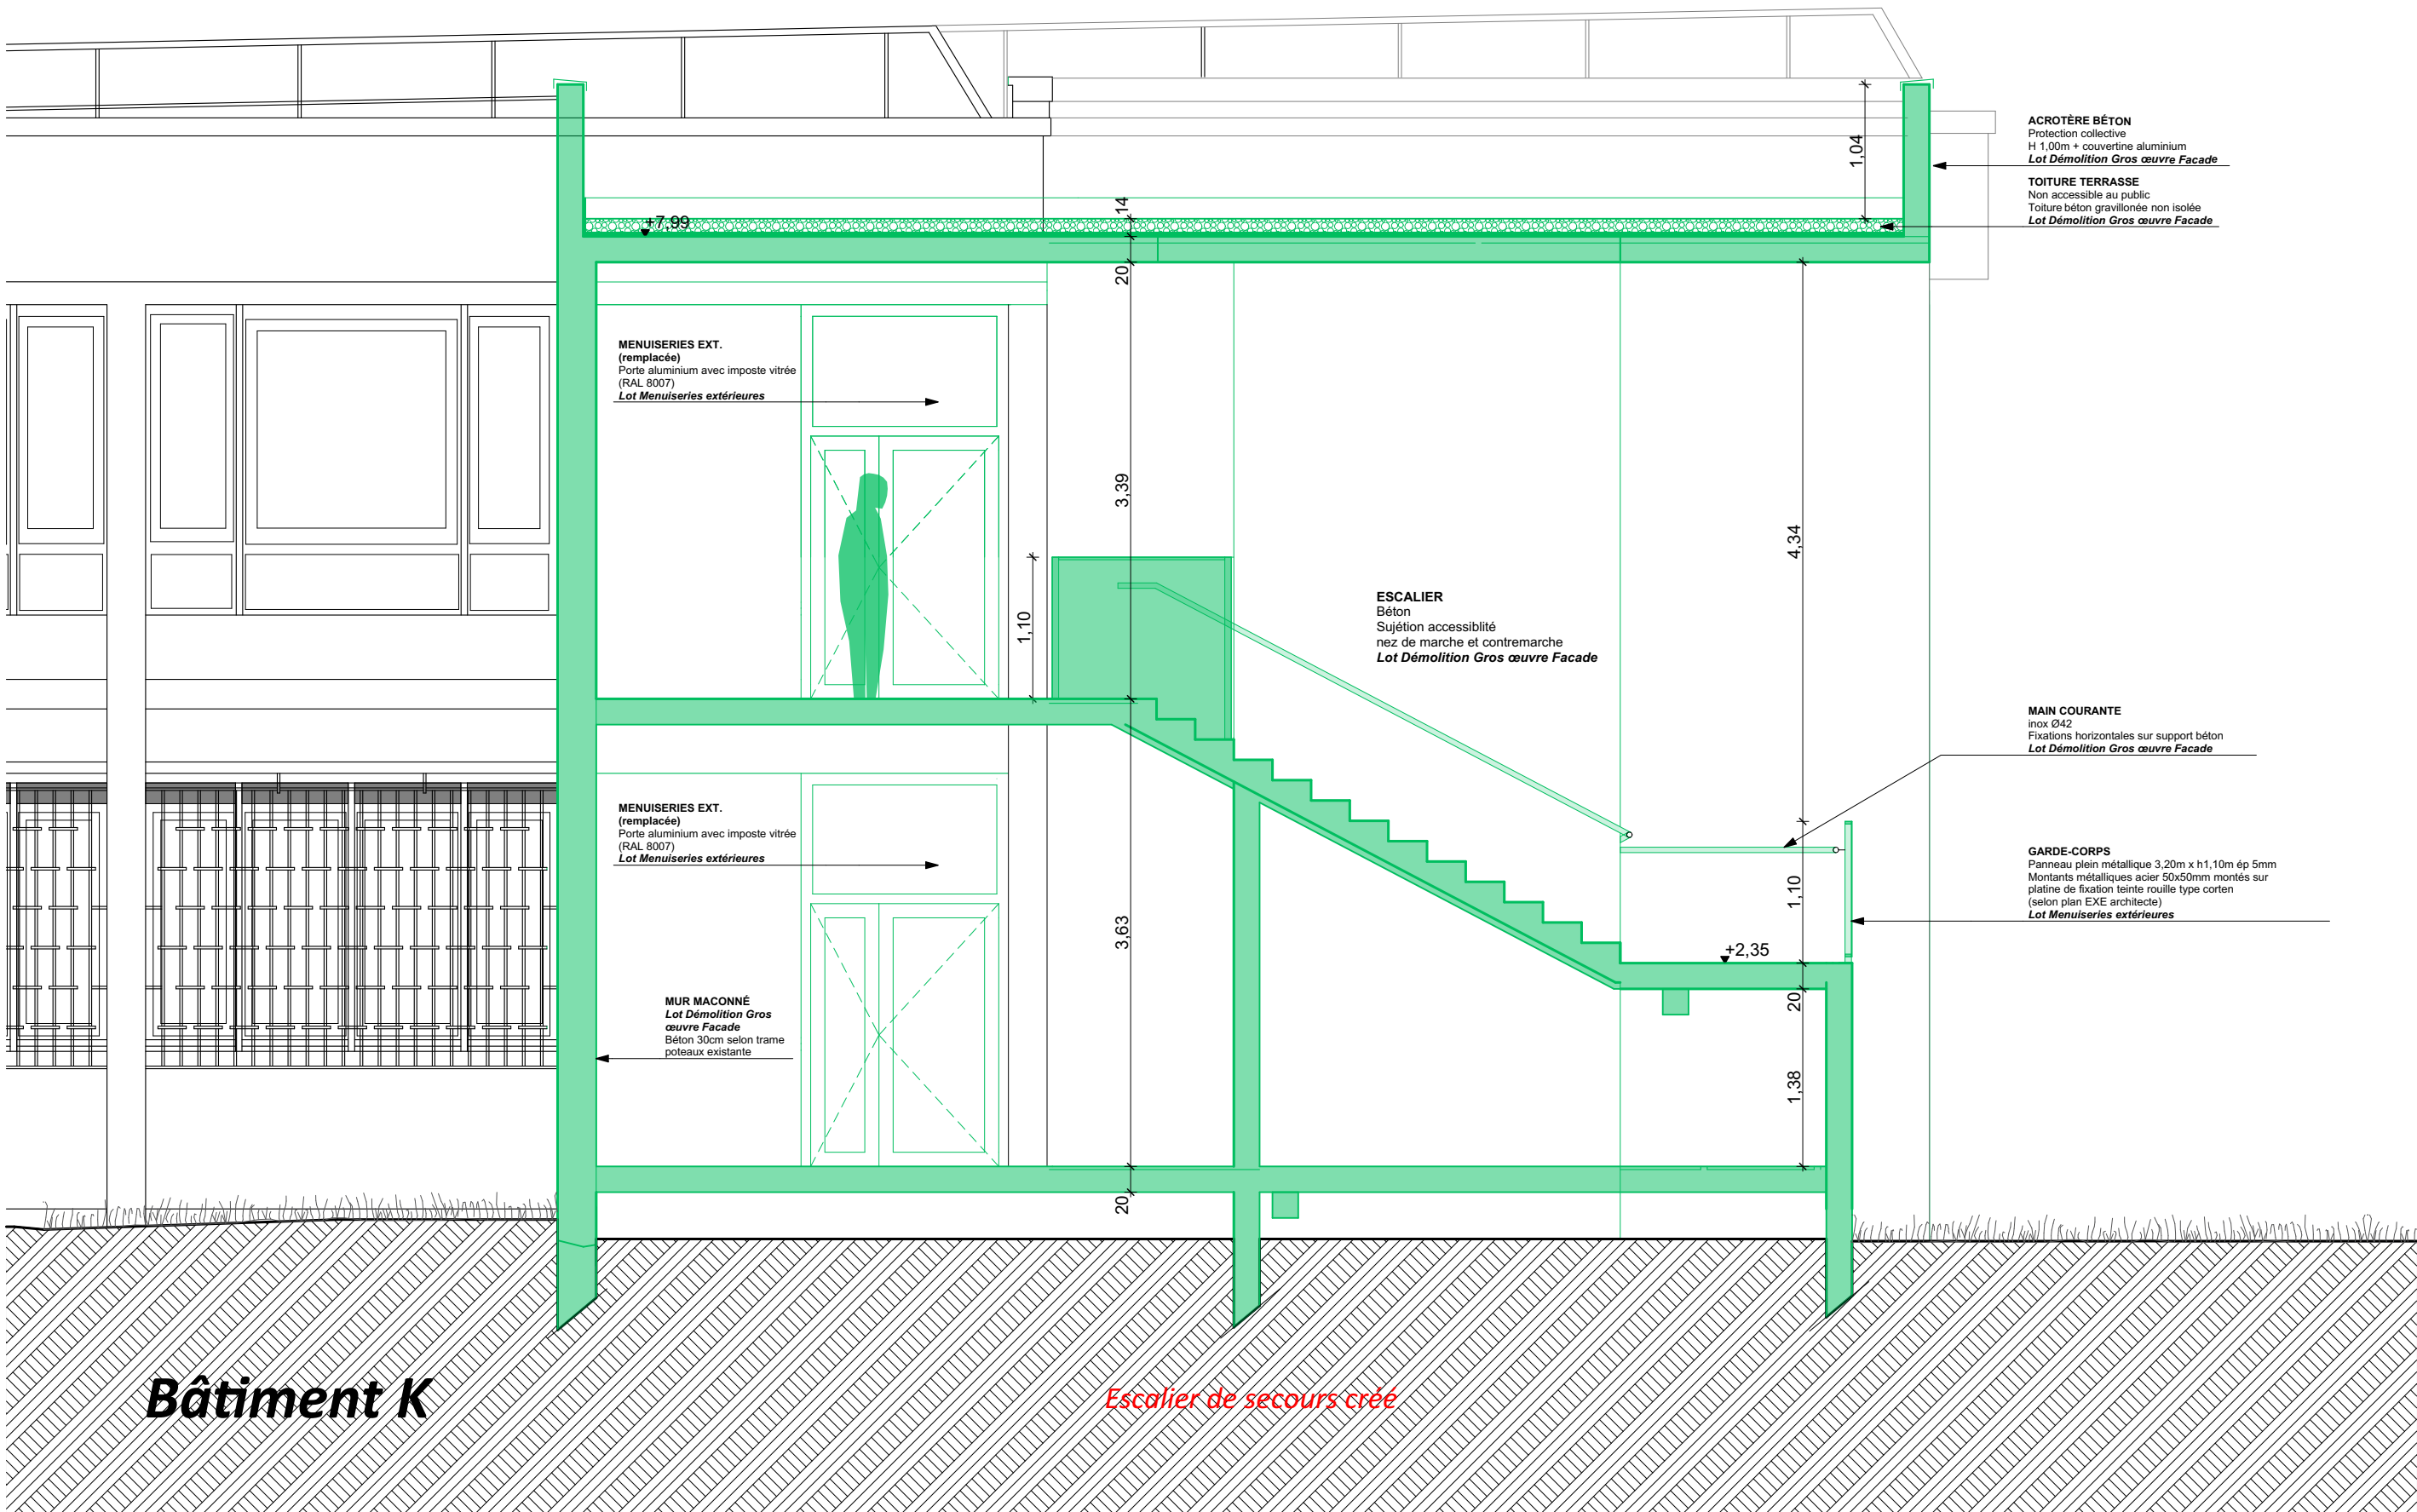 ACROTÈRE BÉTON
Protection collective
H 1,00m + couvertine aluminium
Lot Démolition Gros œuvre Facade
1,04
TOITURE TERRASSE
Non accessible au public
Toiture béton gravillonée non isolée
Lot Démolition Gros œuvre Facade
14
+7,99
20
MENUISERIES EXT.
(remplacée)
Porte aluminium avec imposte vitrée
(RAL 8007)
Lot Menuiseries extérieures
3,39
4,34
1,10
ESCALIER
Béton
Sujétion accessiblité
nez de marche et contremarche
Lot Démolition Gros œuvre Facade
MAIN COURANTE
inox Ø42
Fixations horizontales sur support béton
Lot Démolition Gros œuvre Facade
MENUISERIES EXT.
(remplacée)
Porte aluminium avec imposte vitrée
(RAL 8007)
Lot Menuiseries extérieures
GARDE-CORPS
Panneau plein métallique 3,20m x h1,10m ép 5mm
Montants métalliques acier 50x50mm montés sur
platine de fixation teinte rouille type corten
(selon plan EXE architecte)
Lot Menuiseries extérieures
1,10
3,63
+2,35
20
MUR MACONNÉ
Lot Démolition Gros
œuvre Facade
Béton 30cm selon trame
poteaux existante
1,38
20
Bâtiment K
Escalier de secours créé